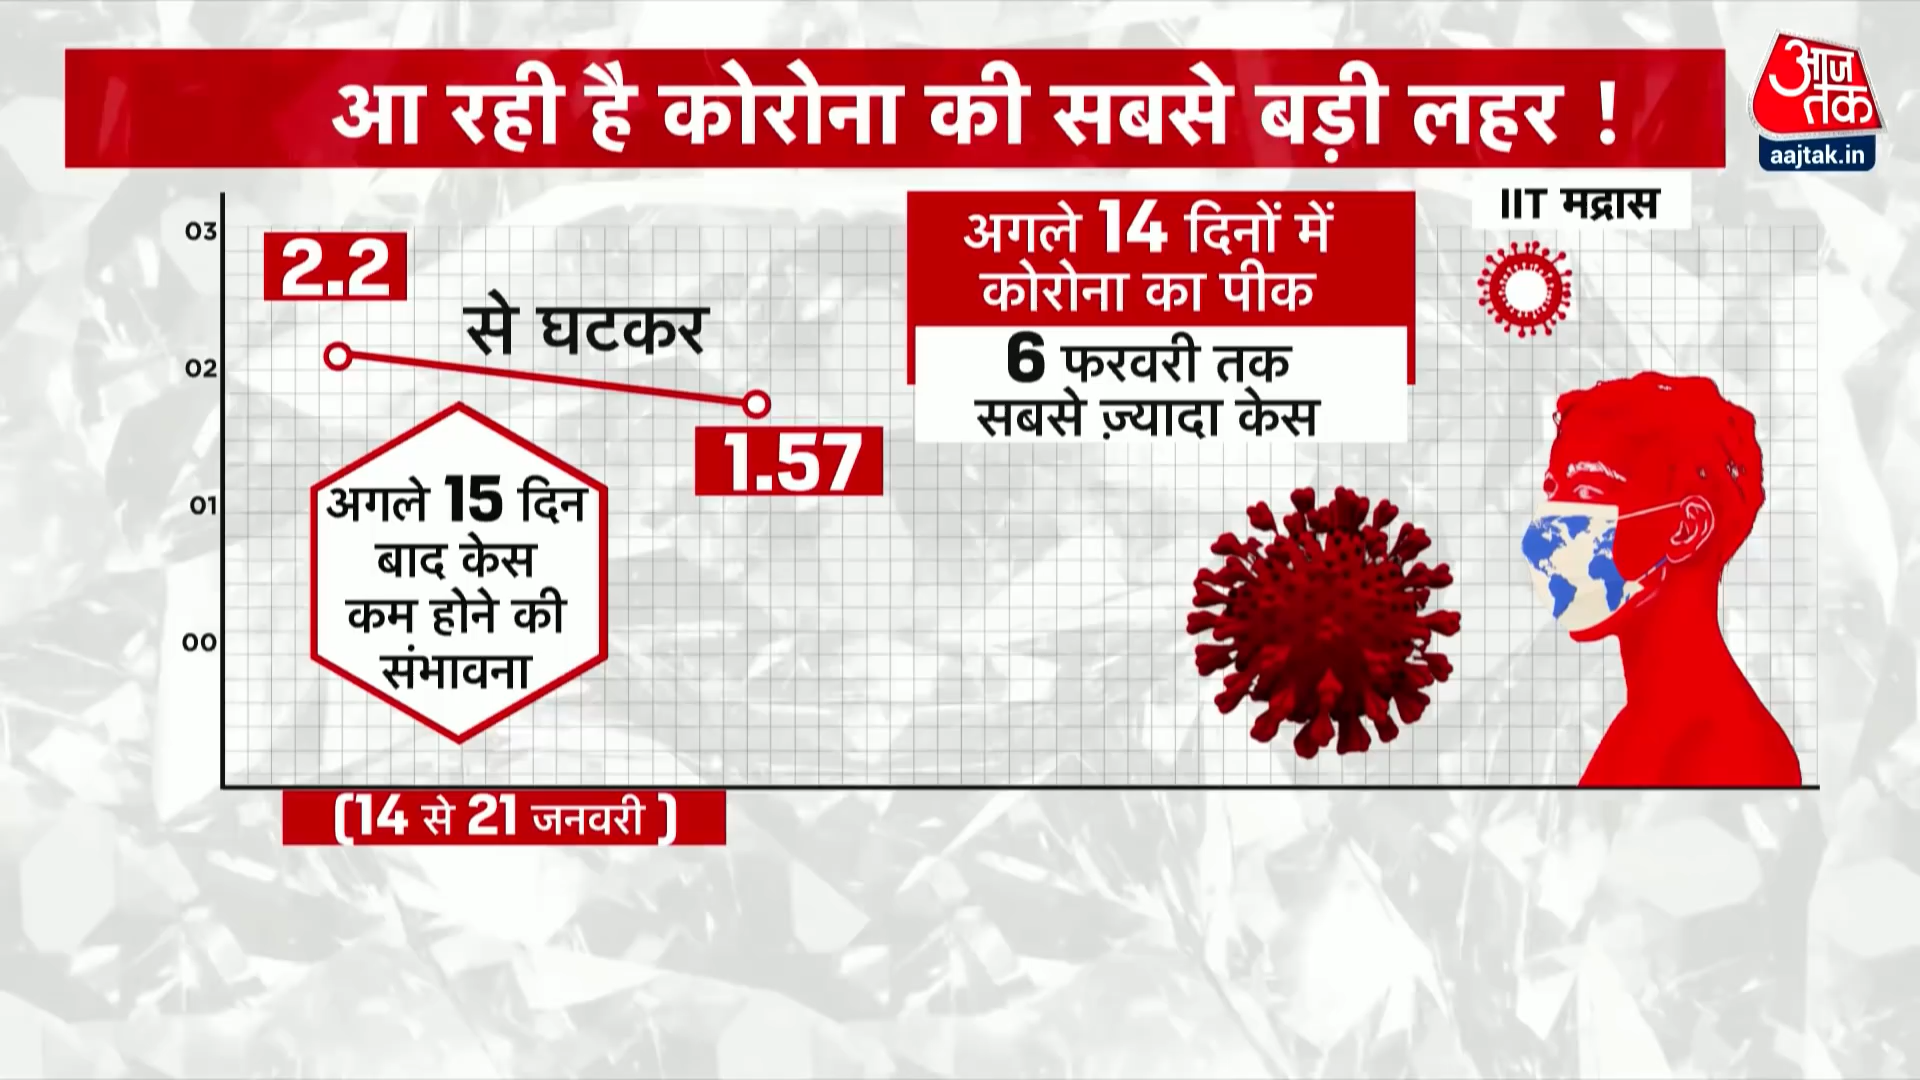 आ रही है कोरोना की सबसे बड़ी लहर !
आज
तक
aajtak.in
IIT मद्रास
03
02
01
00
2.2
से घटकर
1.57
अगले 14 दिनों में
कोरोना का पीक
6 फरवरी तक
सबसे ज़्यादा केस
अगले 15 दिन
बाद केस
कम होने की
संभावना
(14 से 21 जनवरी )